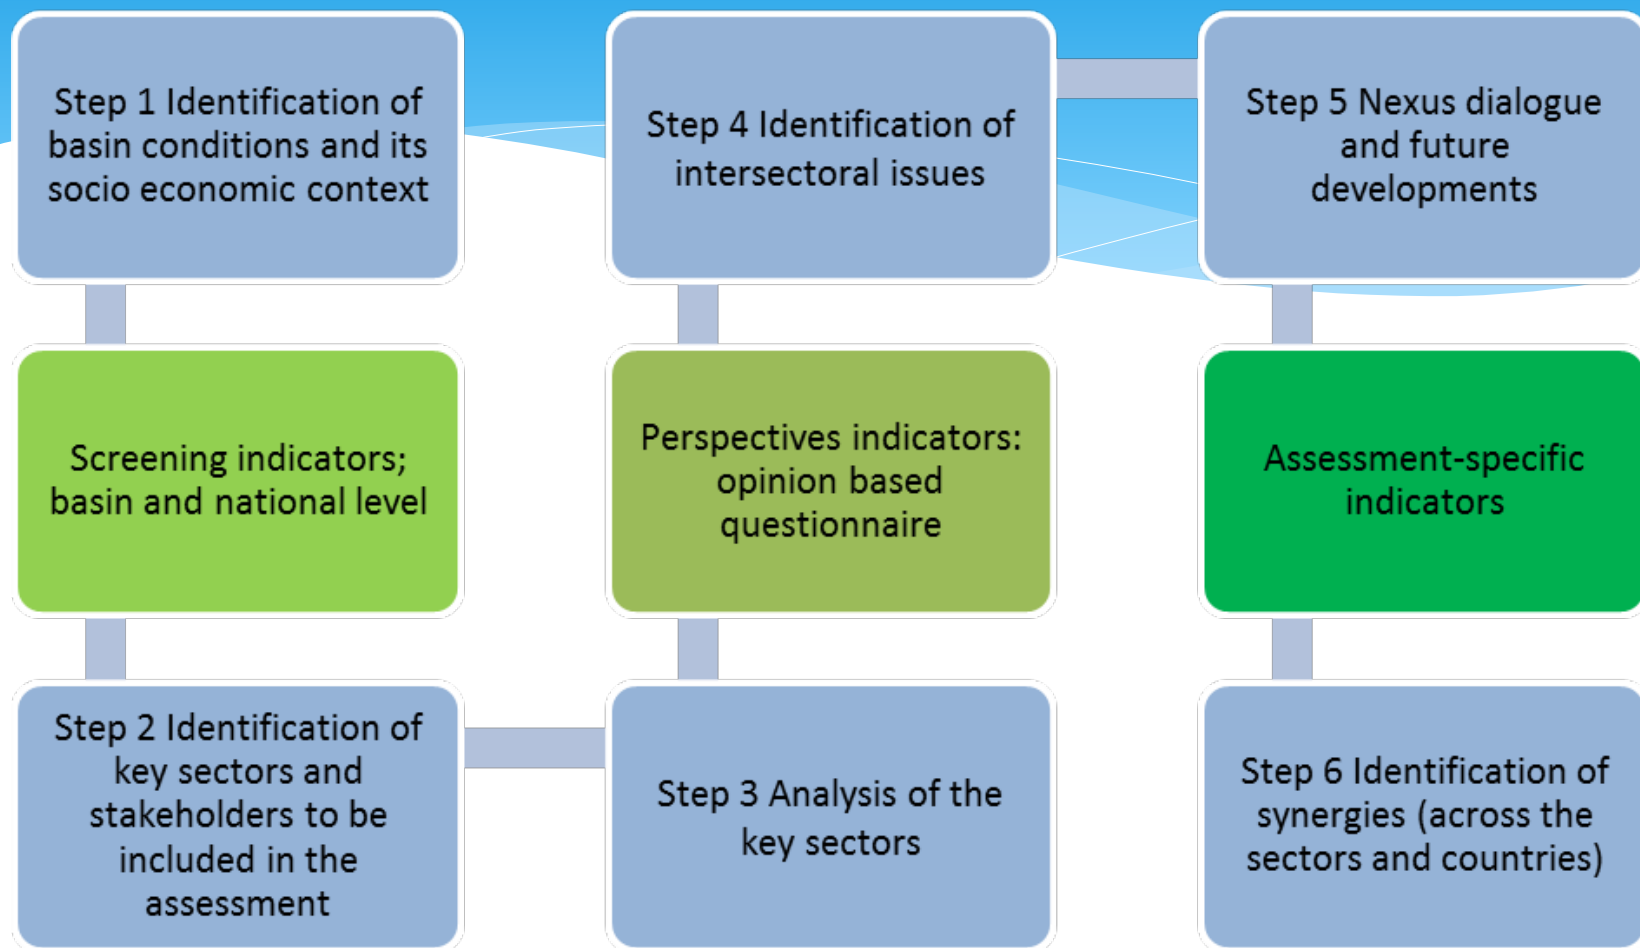 Step 1 Identification of
basin conditions and its
socio economic context
Screening indicators;
basin and national level
Step 2 Identification of
key sectors and
stakeholders to be
included in the
assessment
Step 3 Analysis of the
key sectors
Perspectives indicators:
opinion based
questionnaire
Step 4 Identification of
intersectoral issues
Step 5 Nexus dialogue
and future
developments
Assessment-specific
indicators
Step 6 Identification of
synergies (across the
sectors and countries)